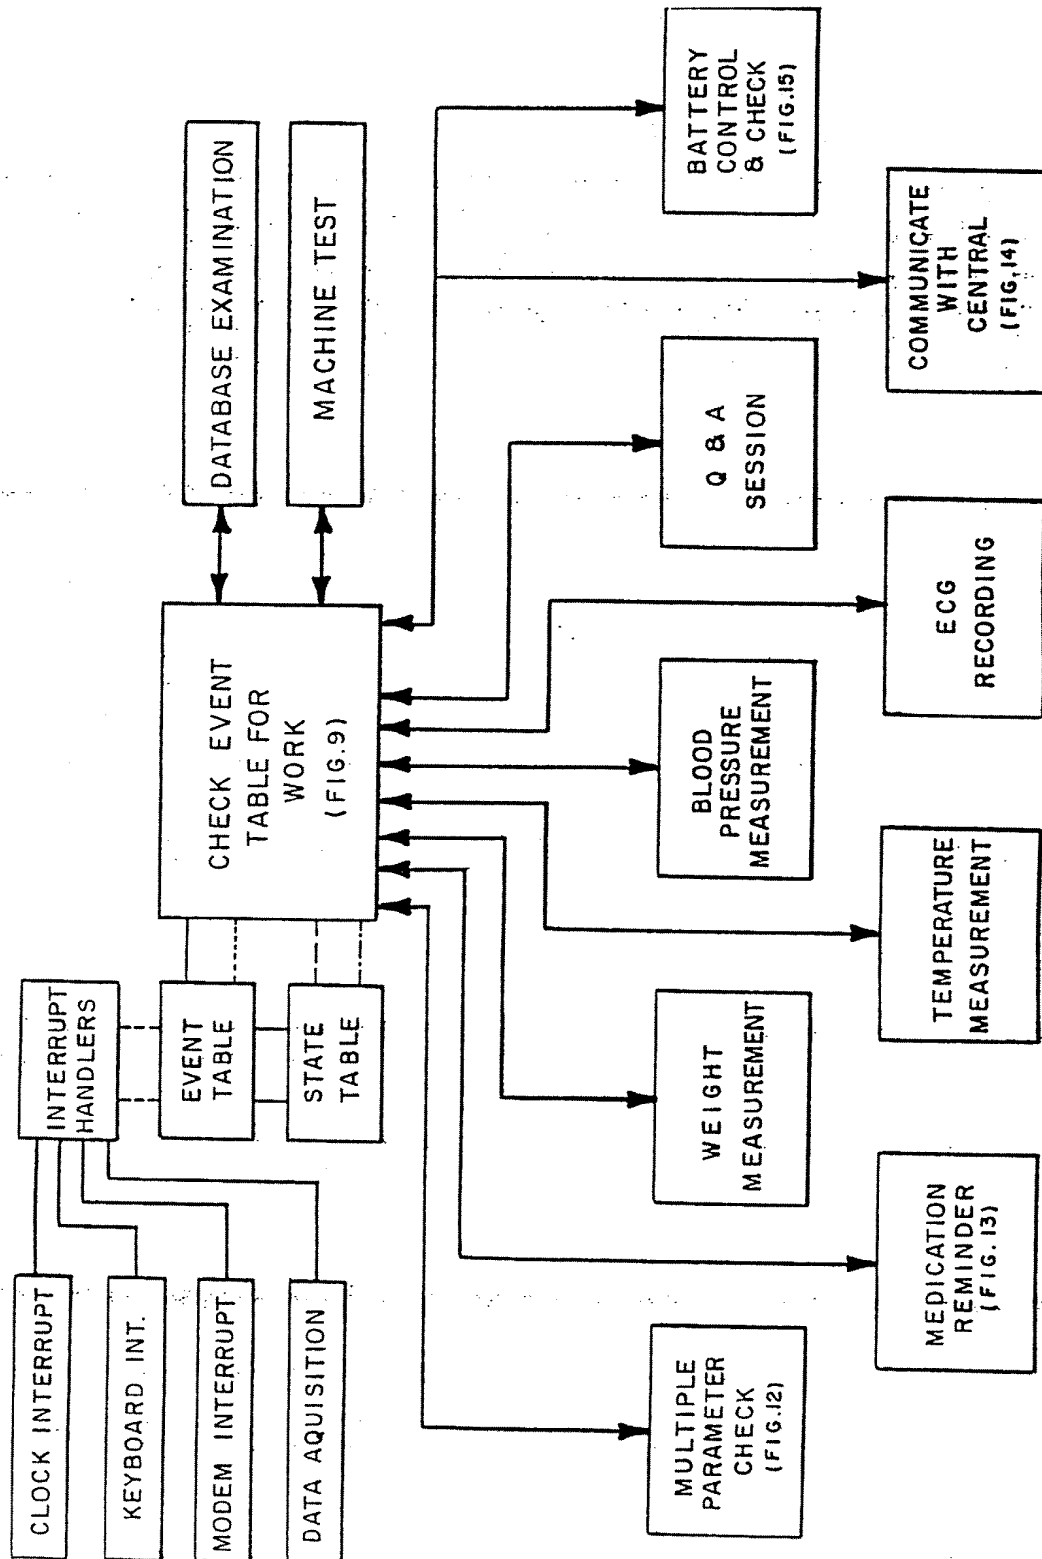 CLOCK INTERRUPT
KEYBOARD INT.
MODEM INTERRUPT
DATA AQUISITION
INTERRUPT
HANDLERS
EVENT
TABLE
STATE
TABLE
CHECK EVENT
TABLE FOR
WORK
(FIG.9)
DATABASE EXAMINATION
MACHINE TEST
MULTIPLE
PARAMETER
CHECK
(FIG.12)
WEIGHT
MEASUREMENT
BLOOD
PRESSURE
MEASUREMENT
Q & A
SESSION
BATTERY
CONTROL
& CHECK
(FIG.15)
MEDICATION
REMINDER
(FIG. 13)
TEMPERATURE
MEASUREMENT
ECG
RECORDING
COMMUNICATE
WITH
CENTRAL
(FIG,14)